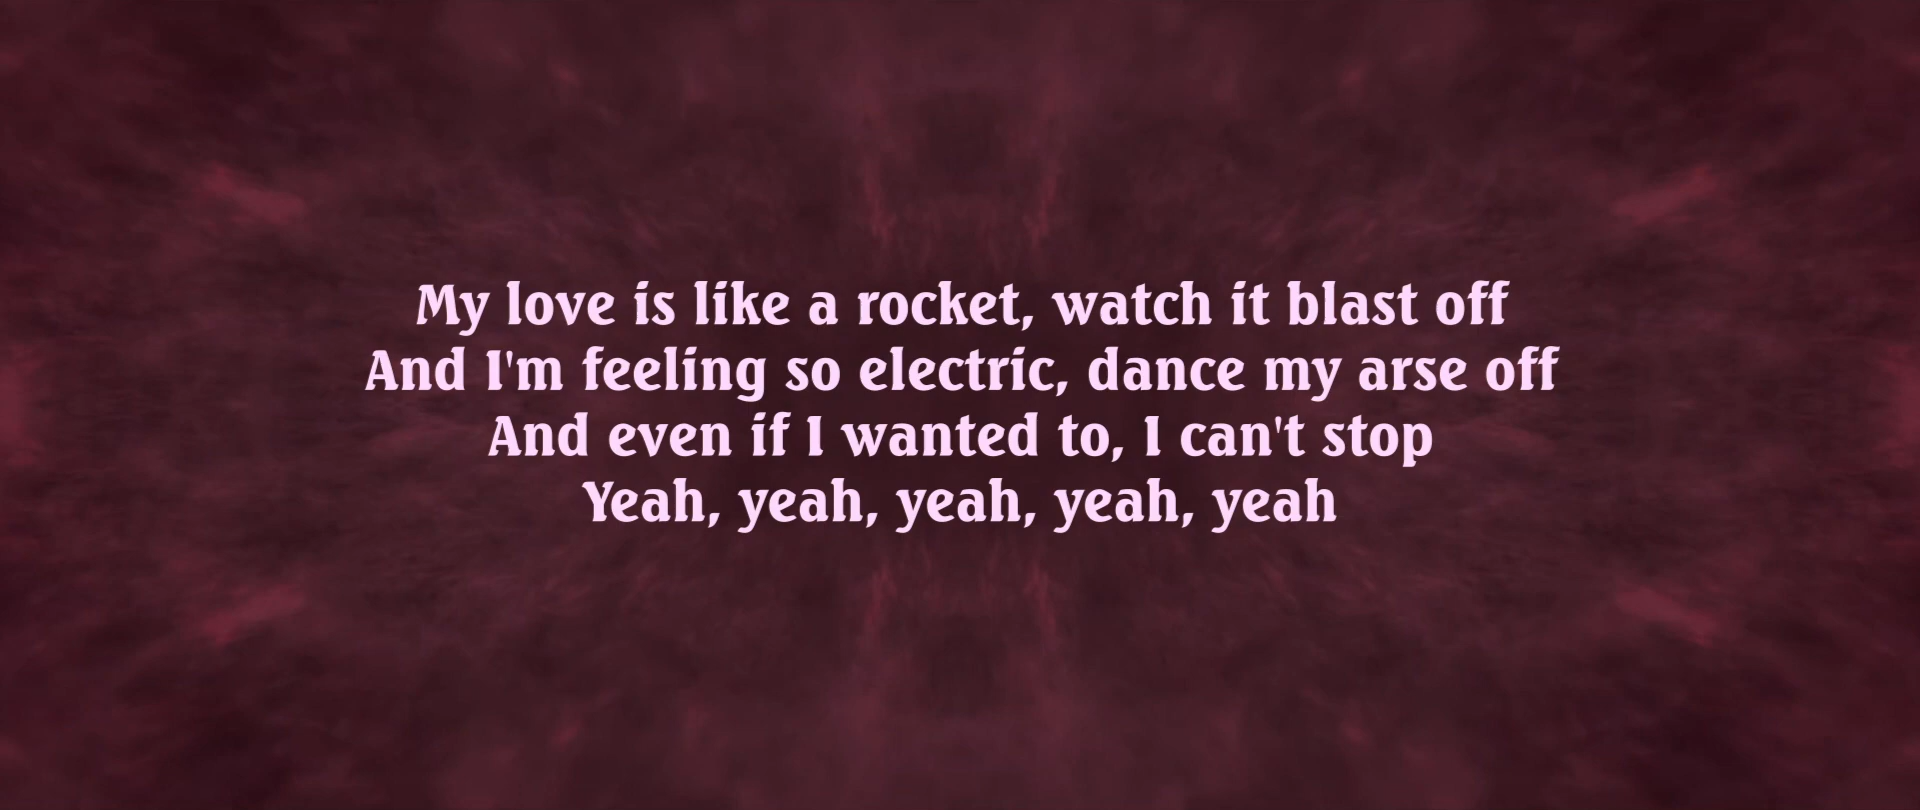 My love is like a rocket, watch it blast off
And I'm feeling so electric, dance my arse off
And even if I wanted to, I can't stop
Yeah, yeah, yeah, yeah, yeah